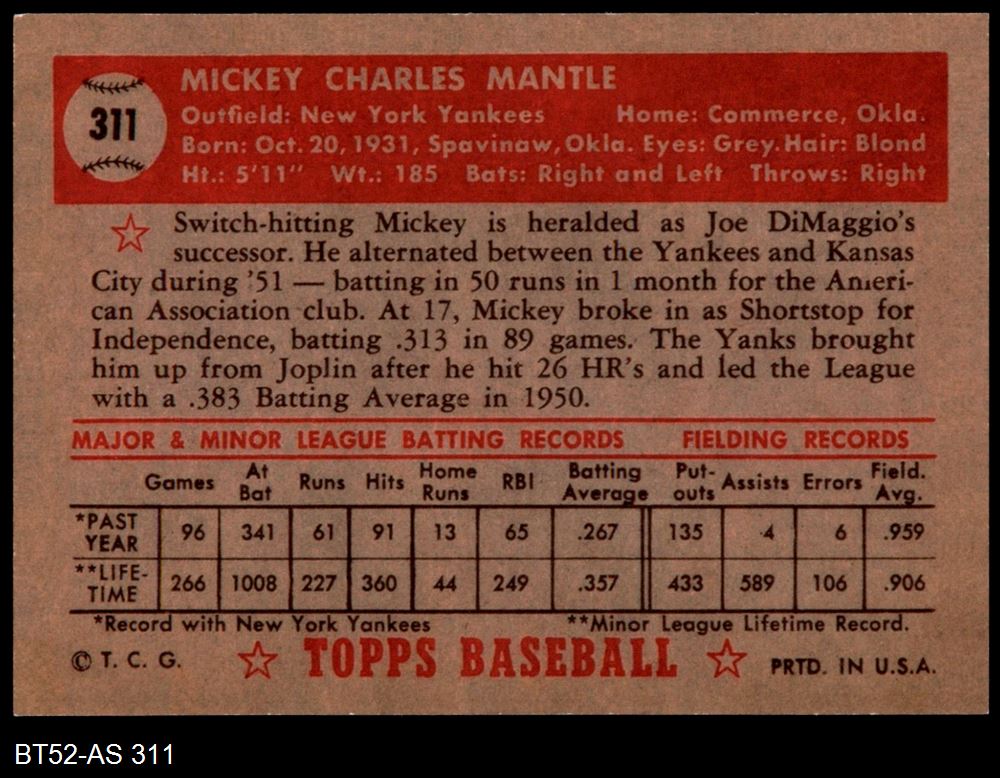 311
MICKEY CHARLES MANTLE
Outfield: New York Yankees Home: Commerce, Okla.
Born: Oct. 20, 1931, Spavinaw, Okla. Eyes: Grey. Hair: Blond
Ht.: 5'11" Wt.: 185 Bats: Right and Left Throws: Right
Switch-hitting Mickey is heralded as Joe DiMaggio's
successor. He alternated between the Yankees and Kansas
City during '51 — batting in 50 runs in 1 month for the Ameri-
can Association club. At 17, Mickey broke in as Shortstop for
Independence, batting .313 in 89 games. The Yanks brought
him up from Joplin after he hit 26 HR's and led the League
with a .383 Batting Average in 1950.
MAJOR & MINOR LEAGUE BATTING RECORDS FIELDING RECORDS
Games At Bat Runs Hits Home Runs RBI Batting Average Put-outs Assists Errors Field. Avg.
*PAST YEAR 96 341 61 91 13 65 .267 135 4 6 .959
**LIFE-TIME 266 1008 227 360 44 249 .357 433 589 106 .906
*Record with New York Yankees **Minor League Lifetime Record.
© T. C. G. TOPPS BASEBALL PRTD. IN U.S.A.
BT52-AS 311